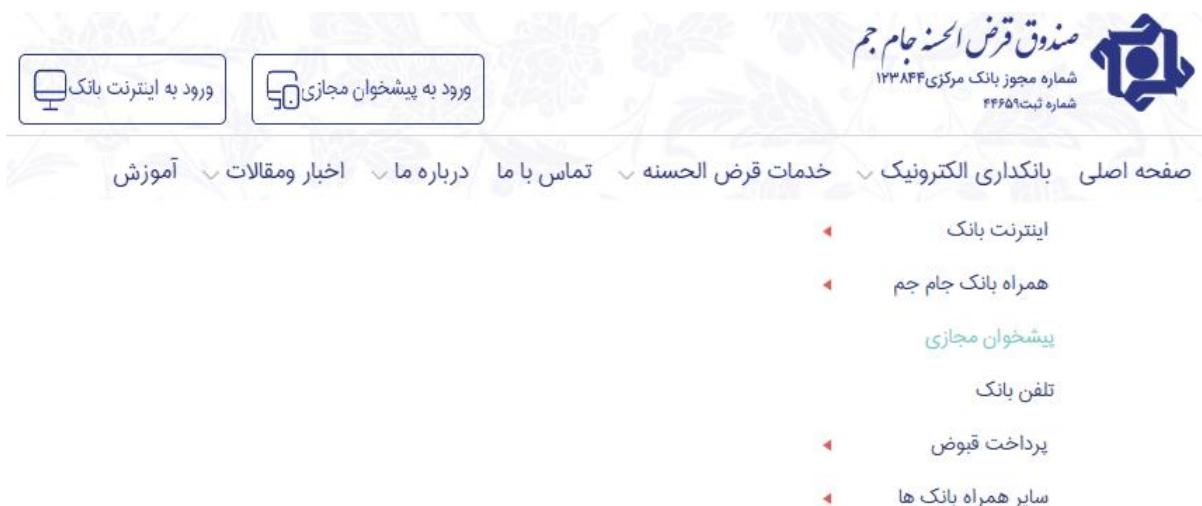 صندوق قرض الحسنه جام جم
شماره مجوز بانک مرکزی۱۲۳۸۴۴
شماره ثبت۴۴۶۵۹
ورود به پیشخوان مجازی
ورود به اینترنت بانک
صفحه اصلی بانکداری الکترونیک خدمات قرض الحسنه تماس با ما درباره ما اخبار ومقالات آموزش
اینترنت بانک
همراه بانک جام جم
پیشخوان مجازی
تلفن بانک
پرداخت قبوض
سایر همراه بانک ها